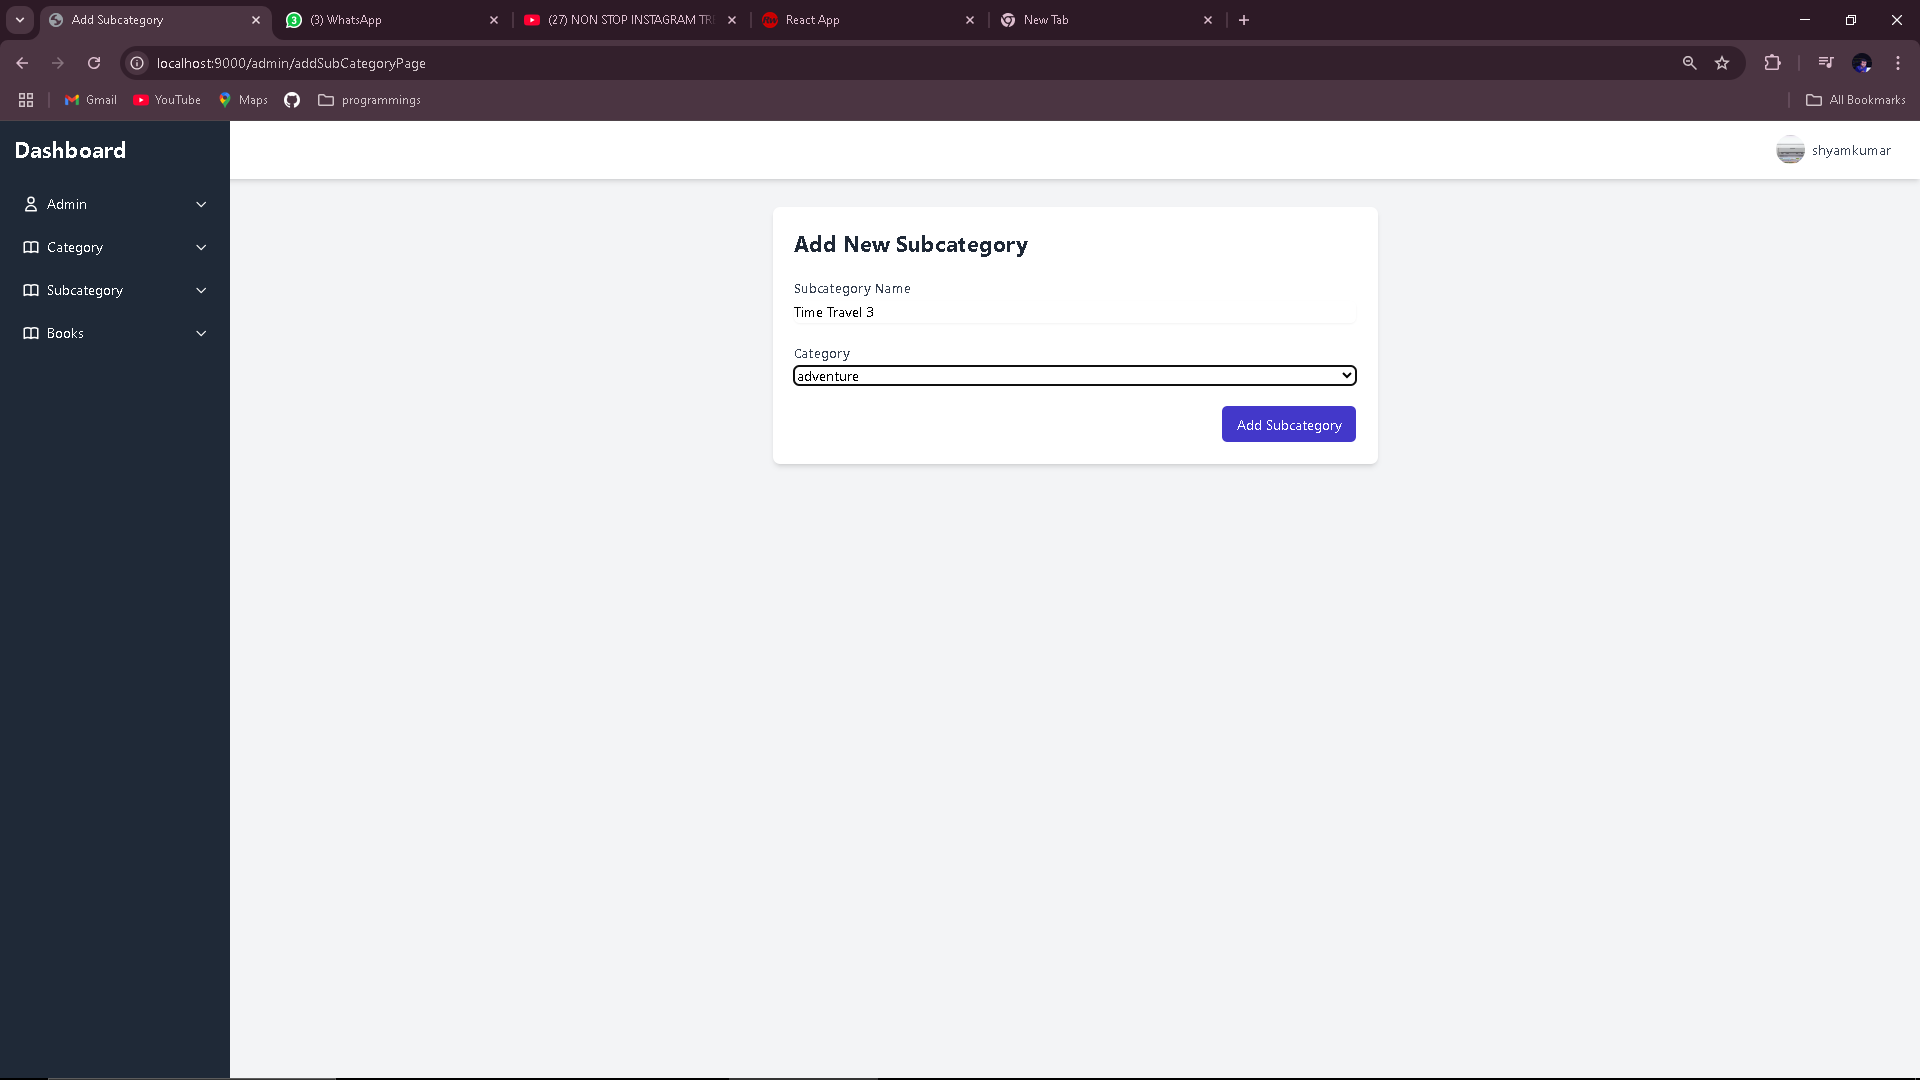 Add Subcategory
3
(3) WhatsApp
(27) NON STOP INSTAGRAM TRE
React App
New Tab
localhost:9000/admin/addSubCategoryPage
Gmail
YouTube
Maps
programmings
All Bookmarks
Dashboard
shyamkumar
Admin
Category
Subcategory
Books
Add New Subcategory
Subcategory Name
Time Travel 3
Category
adventure
Add Subcategory